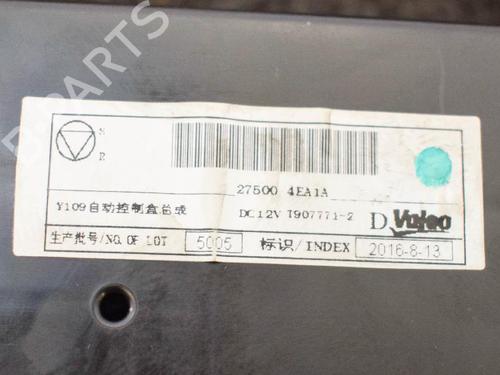 B-PARTS
S
R
27500 4EA1A
Y109自动控制盒总成
DC12V T907771-2
D Valeo
生产批号/NO. OF LOT 5005 标识/INDEX 2016-8-13